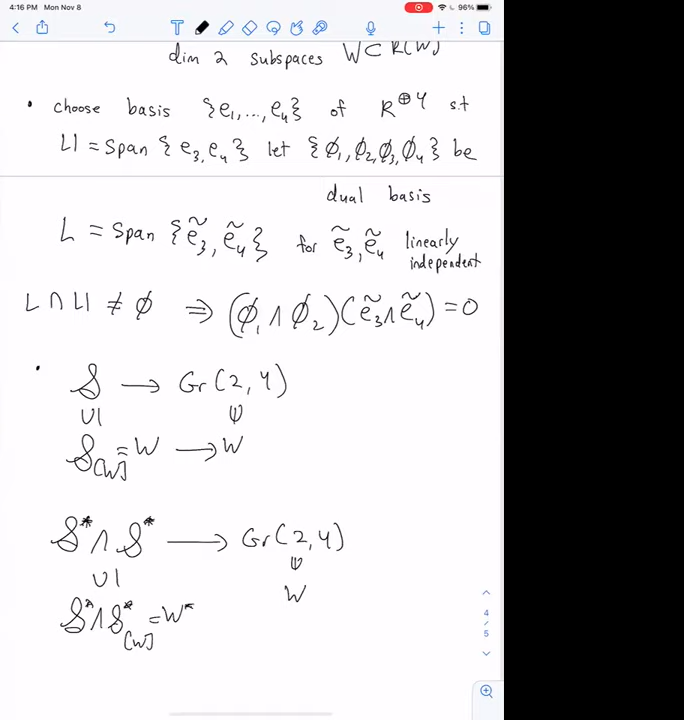 4:16 PM Mon Nov 8
96%
dim 2 subspaces W ⊂ R(W)
• choose basis {e₁,...,e₄} of R^⊕4 s.t
L1 = span {e₃, e₄} let {ϕ₁, ϕ₂, ϕ₃, ϕ₄} be
dual basis
L = span {ẽ₃, ẽ₄} for ẽ₃, ẽ₄ linearly
independent
L ∩ L1 ≠ ϕ ⇒ (ϕ₁ ∧ ϕ₂)(ẽ₃ ∧ ẽ₄) = 0
• S → Gr(2,4)
∪| ψ
S_[W] = W → W
S* ∧ S* → Gr(2,4)
∪| ψ
W
S* ∧ S*_[W] = W*
4
/
5